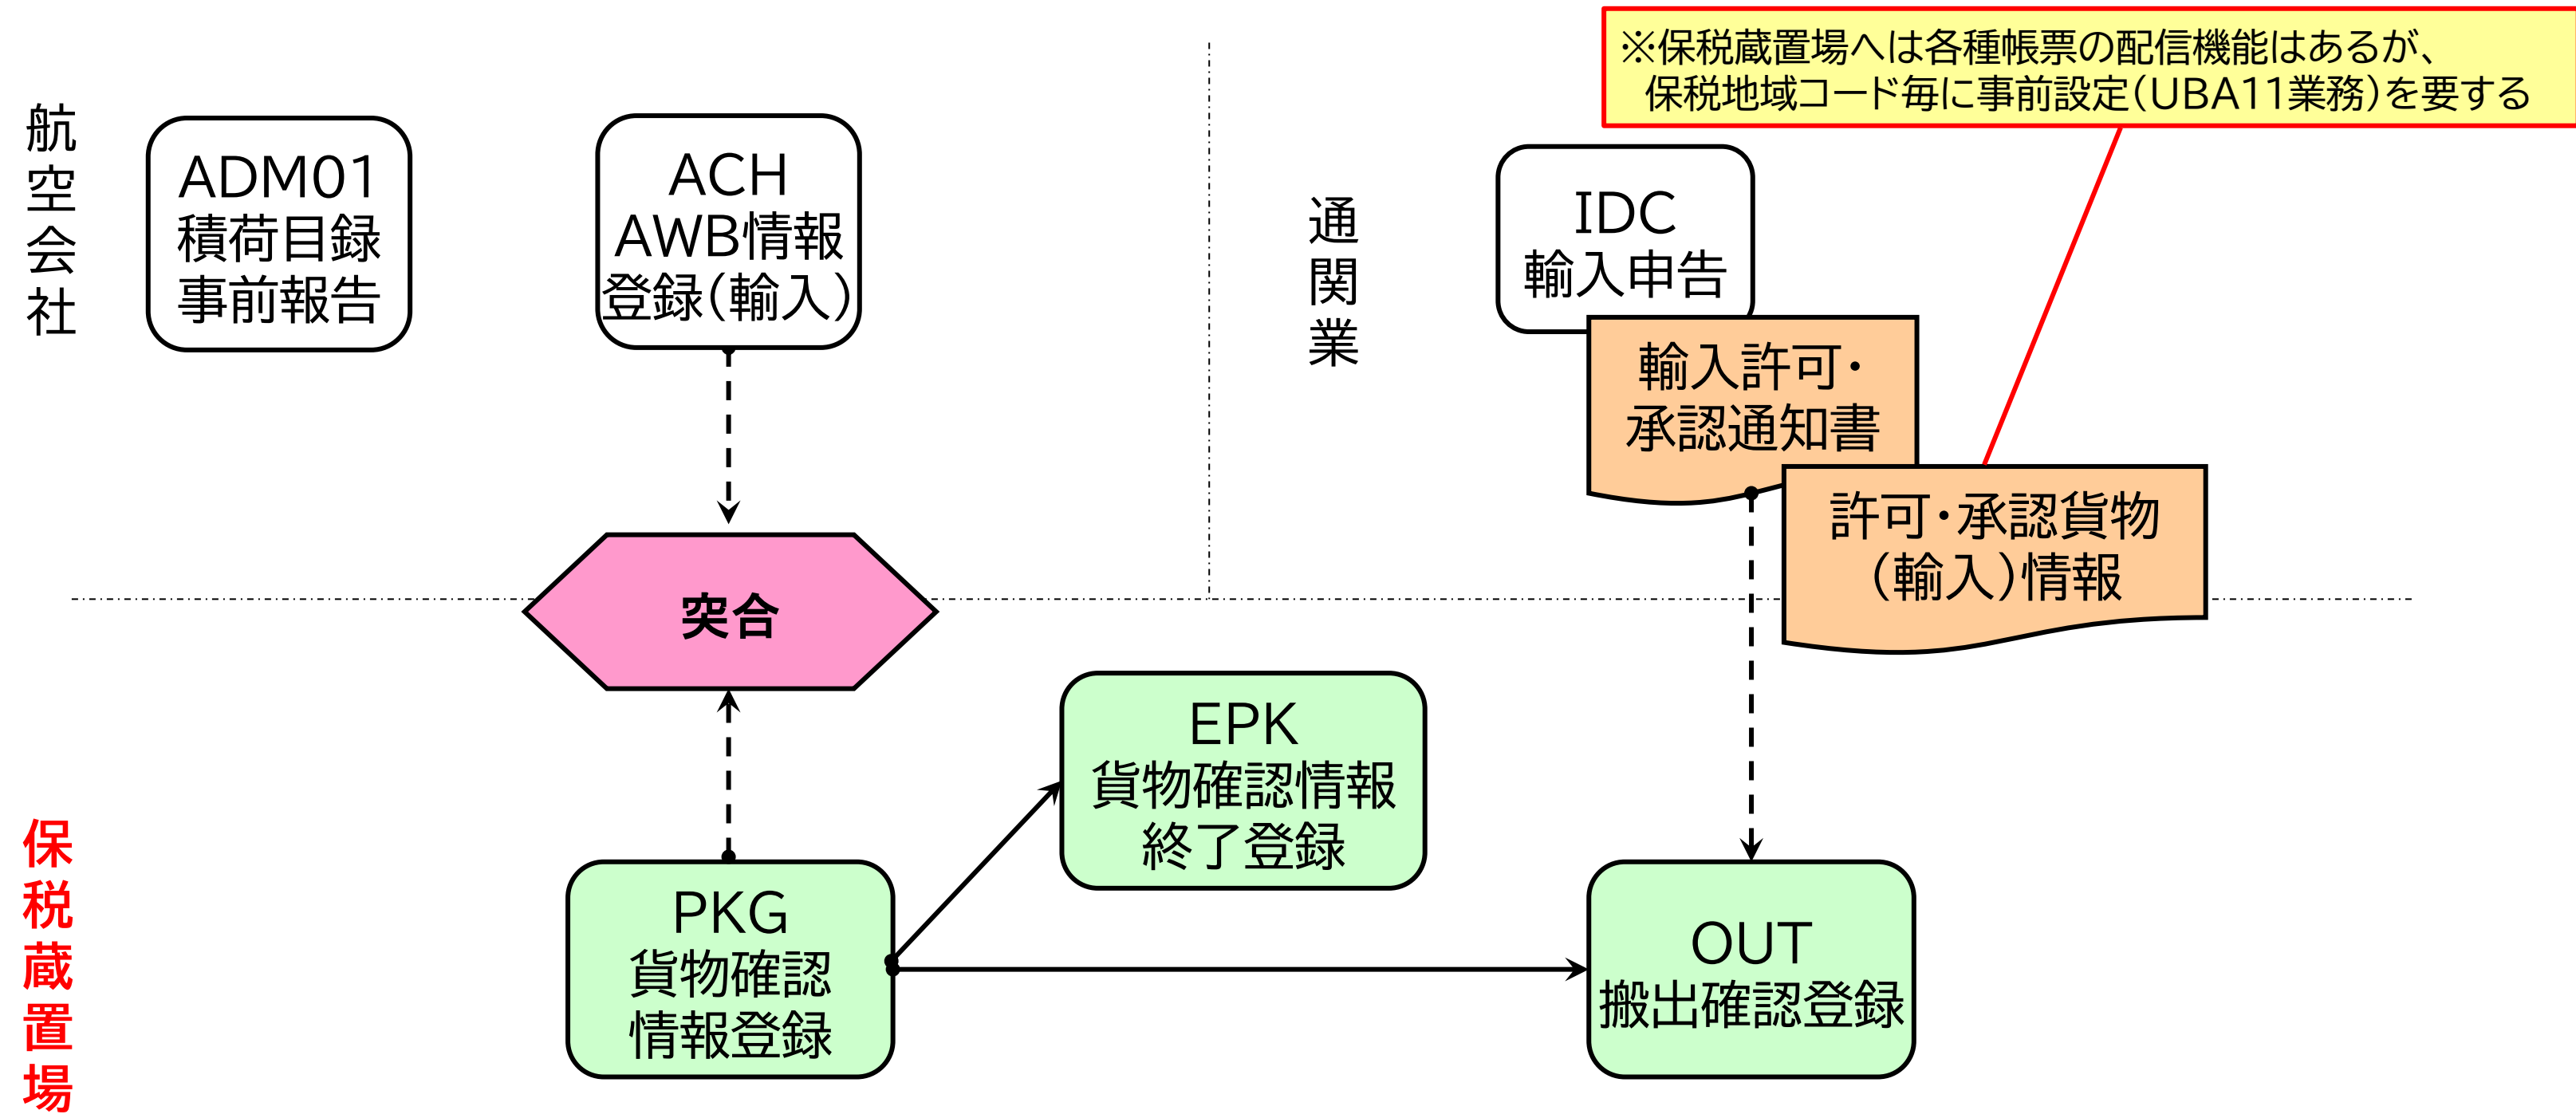 ※保税蔵置場へは各種帳票の配信機能はあるが、
保税地域コード毎に事前設定（UBA11業務）を要する
航空会社
ADM01
積荷目録
事前報告
ACH
AWB情報
登録（輸入）
通関業
IDC
輸入申告
輸入許可・
承認通知書
許可・承認貨物
（輸入）情報
突合
保税蔵置場
EPK
貨物確認情報
終了登録
PKG
貨物確認
情報登録
OUT
搬出確認登録